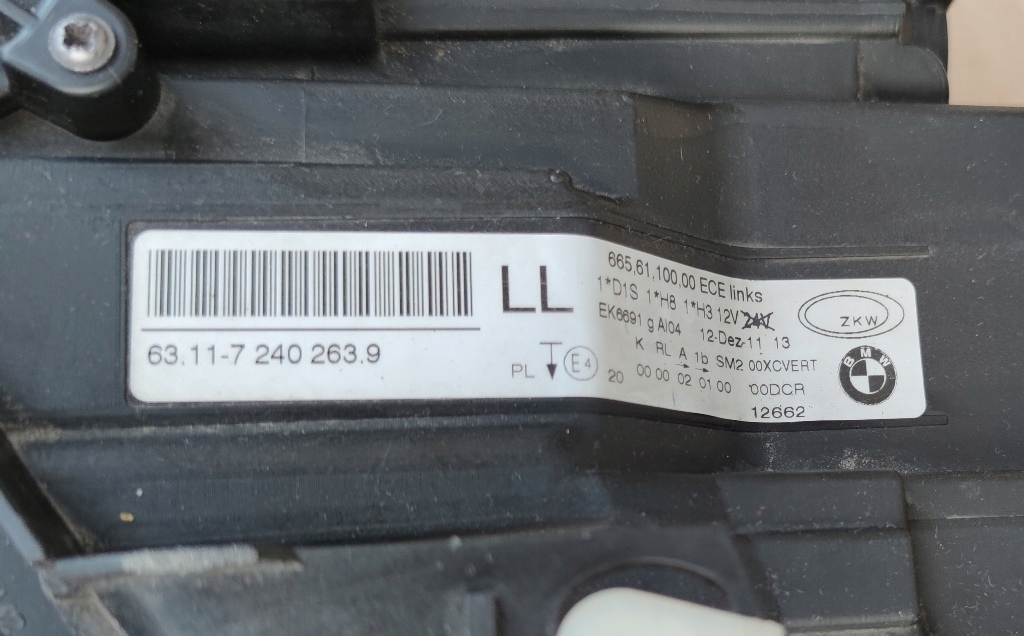 LL
63.11-7 240 263.9
PL E4
665.61.100.00 ECE links
1*D1S 1*H8 1*H3 12V 24V
EK6691 g Al04 12-Dez-11 13
K RL A 1b SM2 00XCVERT
20 00 00 02 01 00 00DCR
12662
ZKW
BMW